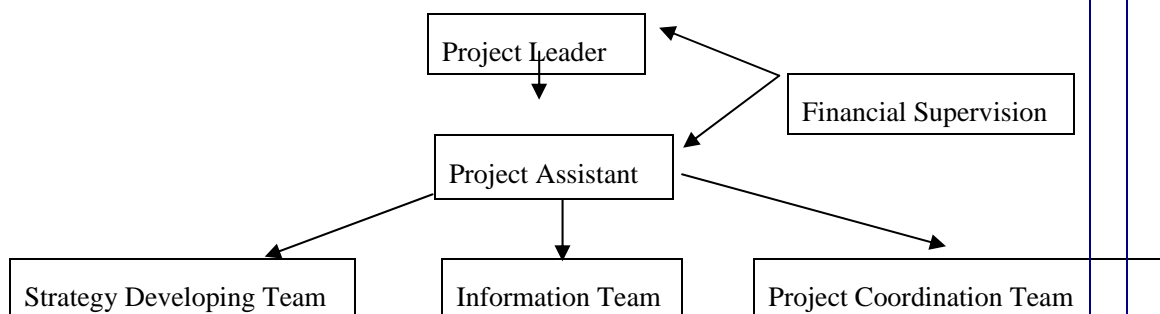 Project Leader
Financial Supervision
Project Assistant
Strategy Developing Team
Information Team
Project Coordination Team